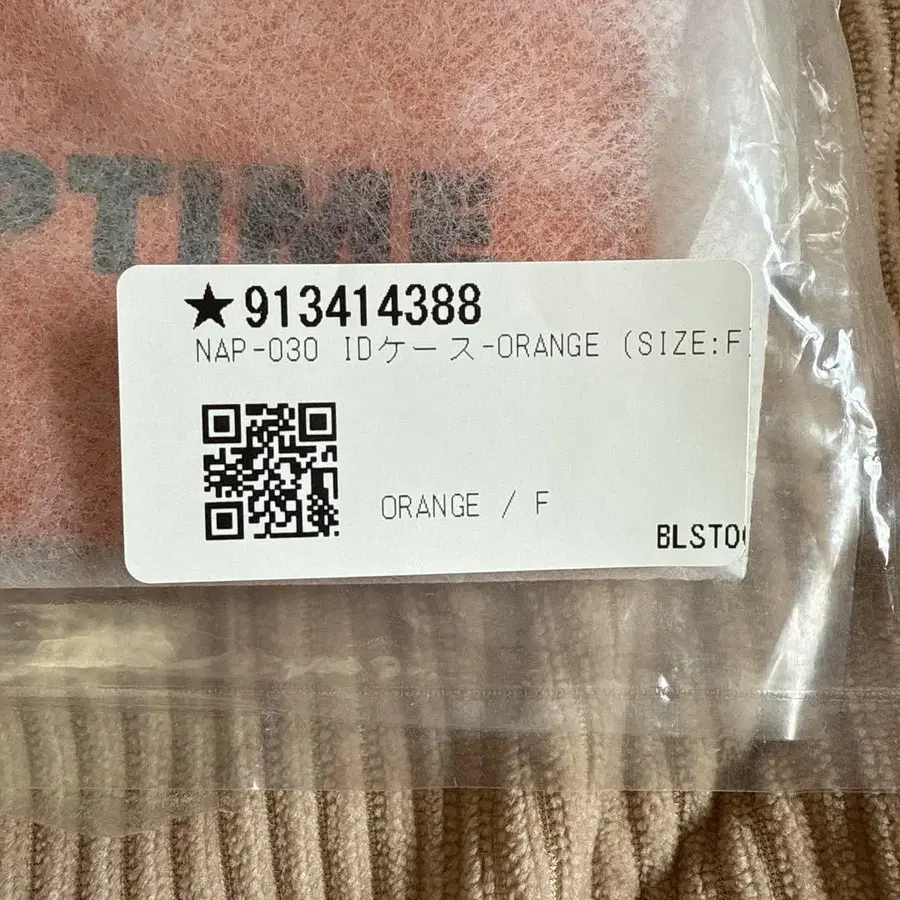 PTIME
★913414388
NAP-030 IDケース-ORANGE (SIZE:F)
ORANGE / F
BLSTO